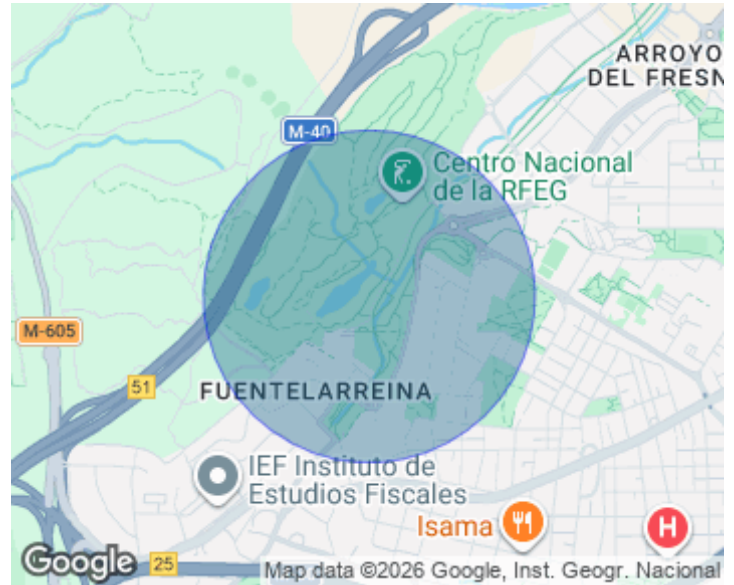 ARROYO
DEL FRESN
M-40
Centro Nacional
de la RFEG
M-605
51
FUENTELARREINA
IEF Instituto de
Estudios Fiscales
Isama
H
Google
25
Map data ©2026 Google, Inst. Geogr. Nacional